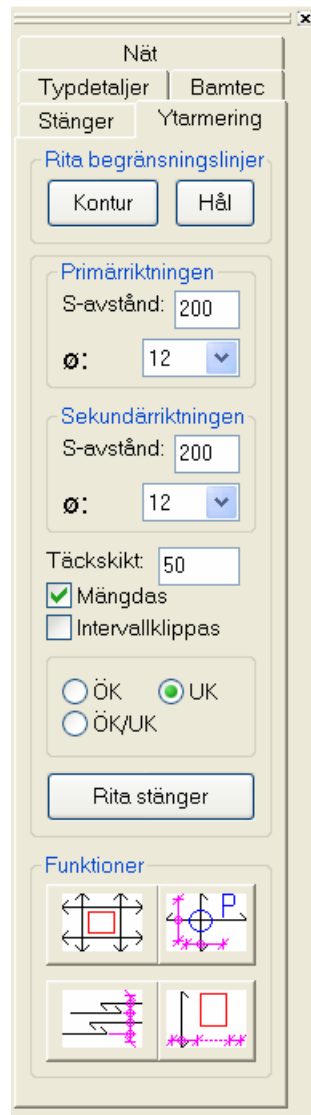 Nät
Typdetaljer Bamtec
Stänger Ytarmering
Rita begränsningslinjer
Kontur Hål
Primärriktningen
S-avstånd: 200
ø: 12
Sekundärriktningen
S-avstånd: 200
ø: 12
Täckskikt: 50
Mängdas
Intervallklippas
ÖK UK
ÖK/UK
Rita stänger
Funktioner
P